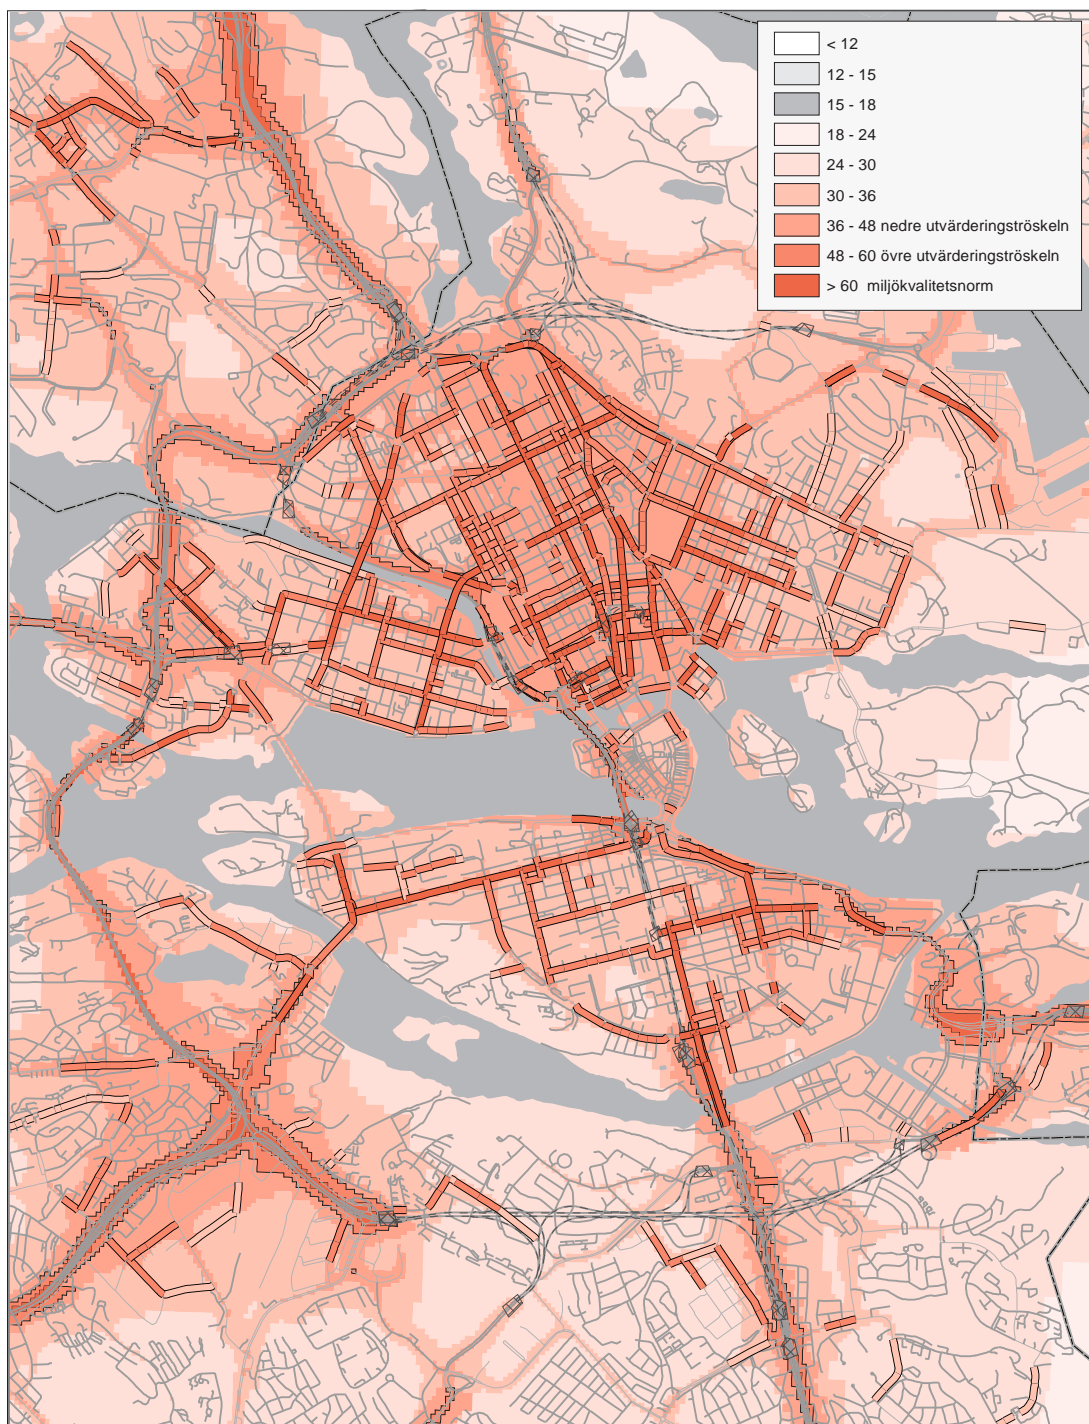 < 12
12 - 15
15 - 18
18 - 24
24 - 30
30 - 36
36 - 48 nedre utvärderingströskeln
48 - 60 övre utvärderingströskeln
> 60 miljökvalitetsnorm